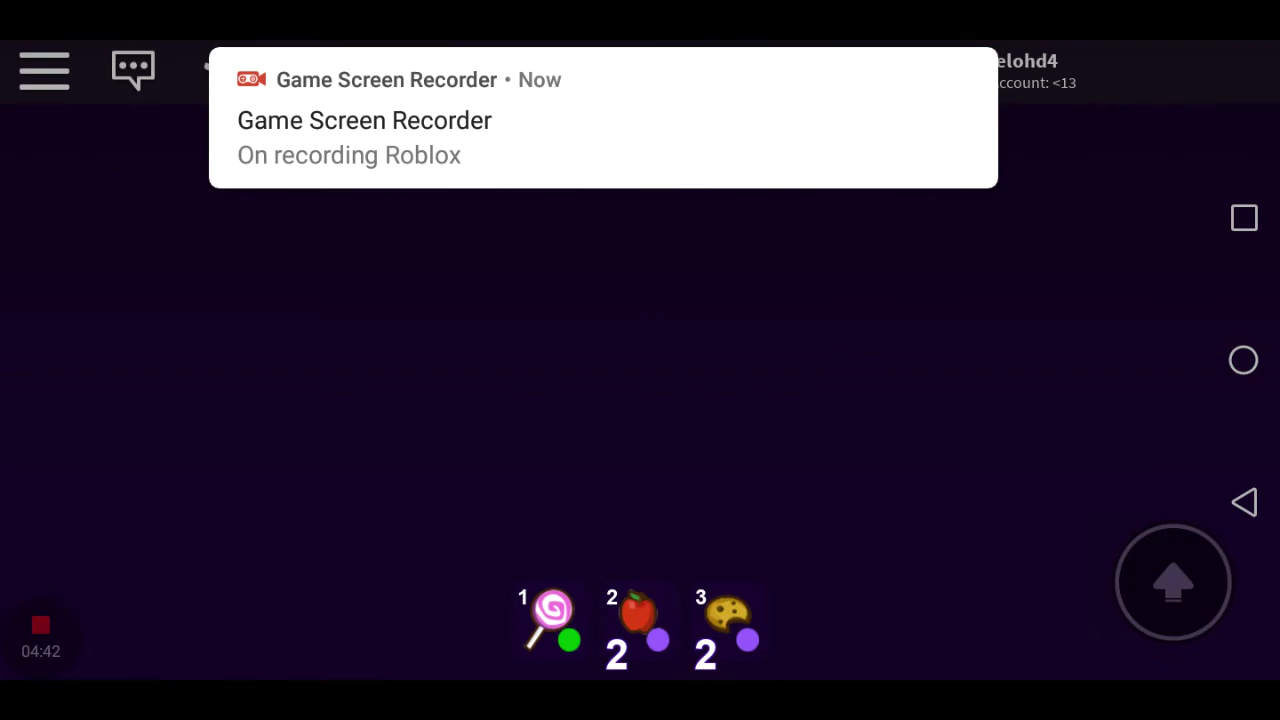 Game Screen Recorder • Now
Game Screen Recorder
On recording Roblox
elohd4
ccount: <13
1
2
3
2
2
04:42